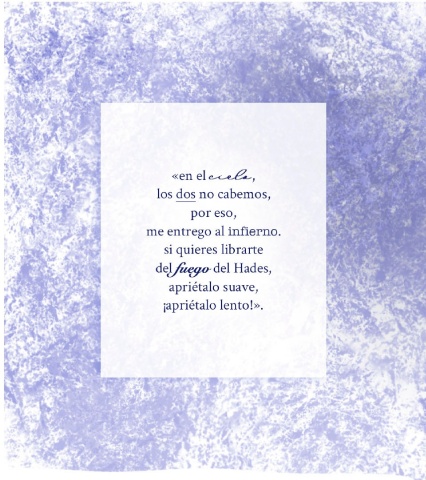 «en el cielo,
los dos no cabemos,
por eso,
me entrego al infierno.
si quieres librarte
del fuego del Hades,
apriétalo suave,
¡apriétalo lento!».